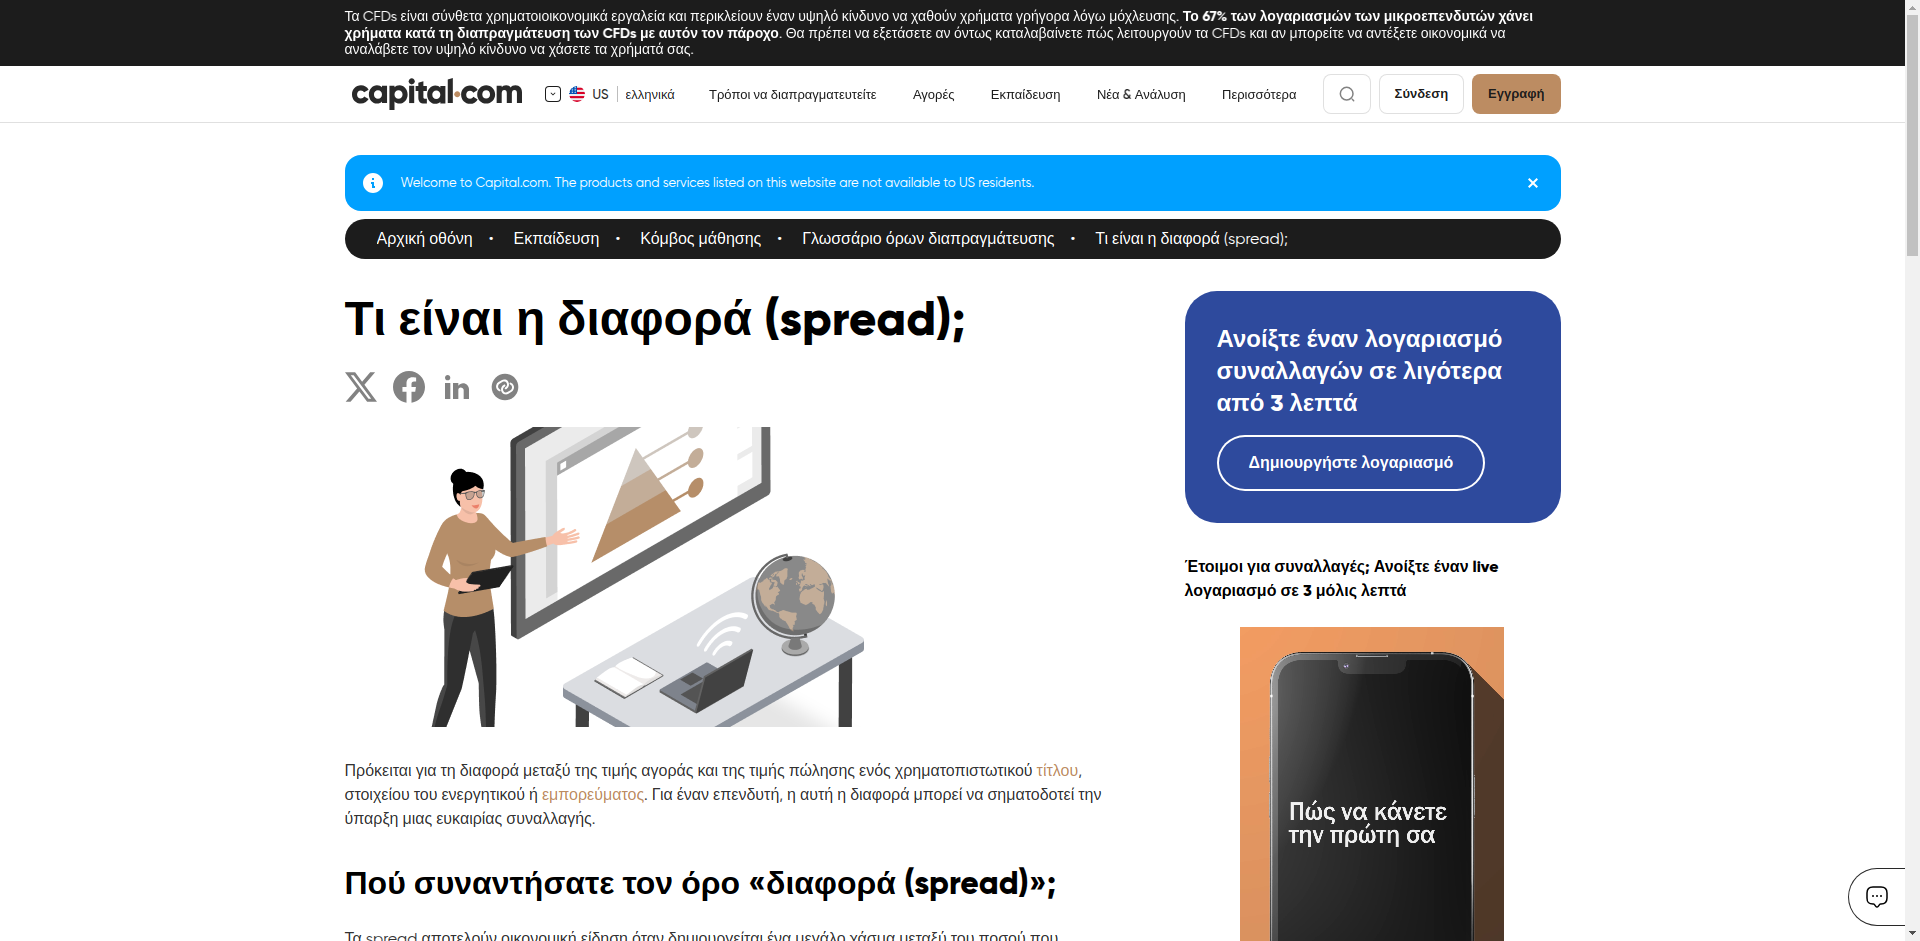 Τα CFDs είναι σύνθετα χρηματοιοικονομικά εργαλεία και περικλείουν έναν υψηλό κίνδυνο να χαθούν χρήματα γρήγορα λόγω μόχλευσης. Το 67% των λογαριασμών των μικροεπενδυτών χάνει
χρήματα κατά τη διαπραγμάτευση των CFDs με αυτόν τον πάροχο. Θα πρέπει να εξετάσετε αν όντως καταλαβαίνετε πώς λειτουργούν τα CFDs και αν μπορείτε να αντέξετε οικονομικά να
αναλάβετε τον υψηλό κίνδυνο να χάσετε τα χρήματά σας.
capital.com
US ελληνικά
Τρόποι να διαπραγματευτείτε
Αγορές
Εκπαίδευση
Νέα & Ανάλυση
Περισσότερα
Σύνδεση
Εγγραφή
Welcome to Capital.com. The products and services listed on this website are not available to US residents.
Αρχική οθόνη • Εκπαίδευση • Κόμβος μάθησης • Γλωσσάριο όρων διαπραγμάτευσης • Τι είναι η διαφορά (spread);
Τι είναι η διαφορά (spread);
Πρόκειται για τη διαφορά μεταξύ της τιμής αγοράς και της τιμής πώλησης ενός χρηματοπιστωτικού τίτλου,
στοιχείου του ενεργητικού ή εμπορεύματος. Για έναν επενδυτή, η αυτή η διαφορά μπορεί να σηματοδοτεί την
ύπαρξη μιας ευκαιρίας συναλλαγής.
Πού συναντήσατε τον όρο «διαφορά (spread)»;
Τα spread αποτελούν οικονομική είδηση όταν δημιουργείται ένα μεγάλο χάσμα μεταξύ του ποσού που
Ανοίξτε έναν λογαριασμό
συναλλαγών σε λιγότερα
από 3 λεπτά
Δημιουργήστε λογαριασμό
Έτοιμοι για συναλλαγές; Ανοίξτε έναν live
λογαριασμό σε 3 μόλις λεπτά
Πώς να κάνετε
την πρώτη σα